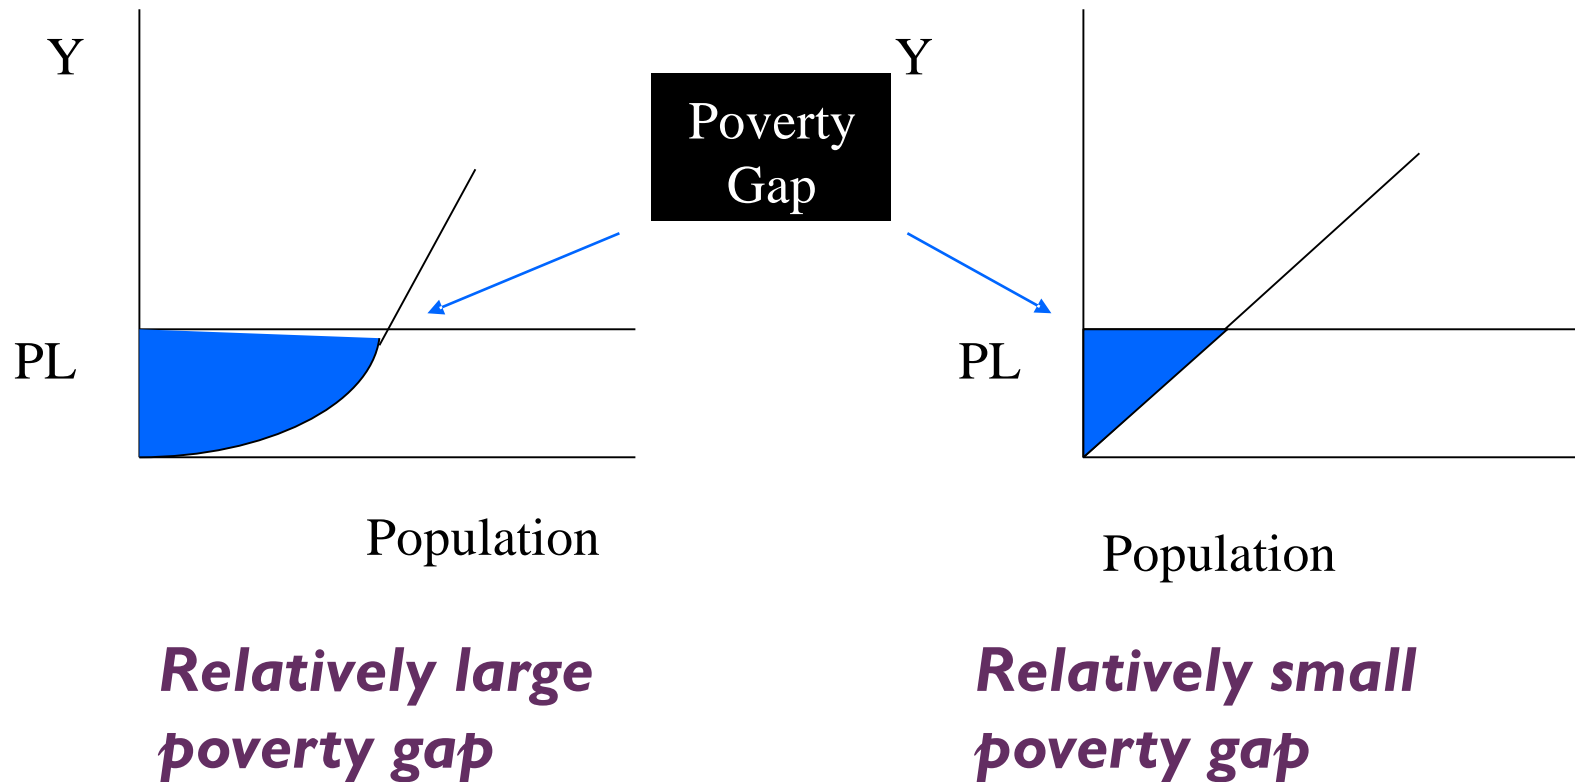 Y
Y
Poverty
Gap
PL
PL
Population
Population
Relatively large
poverty gap
Relatively small
poverty gap